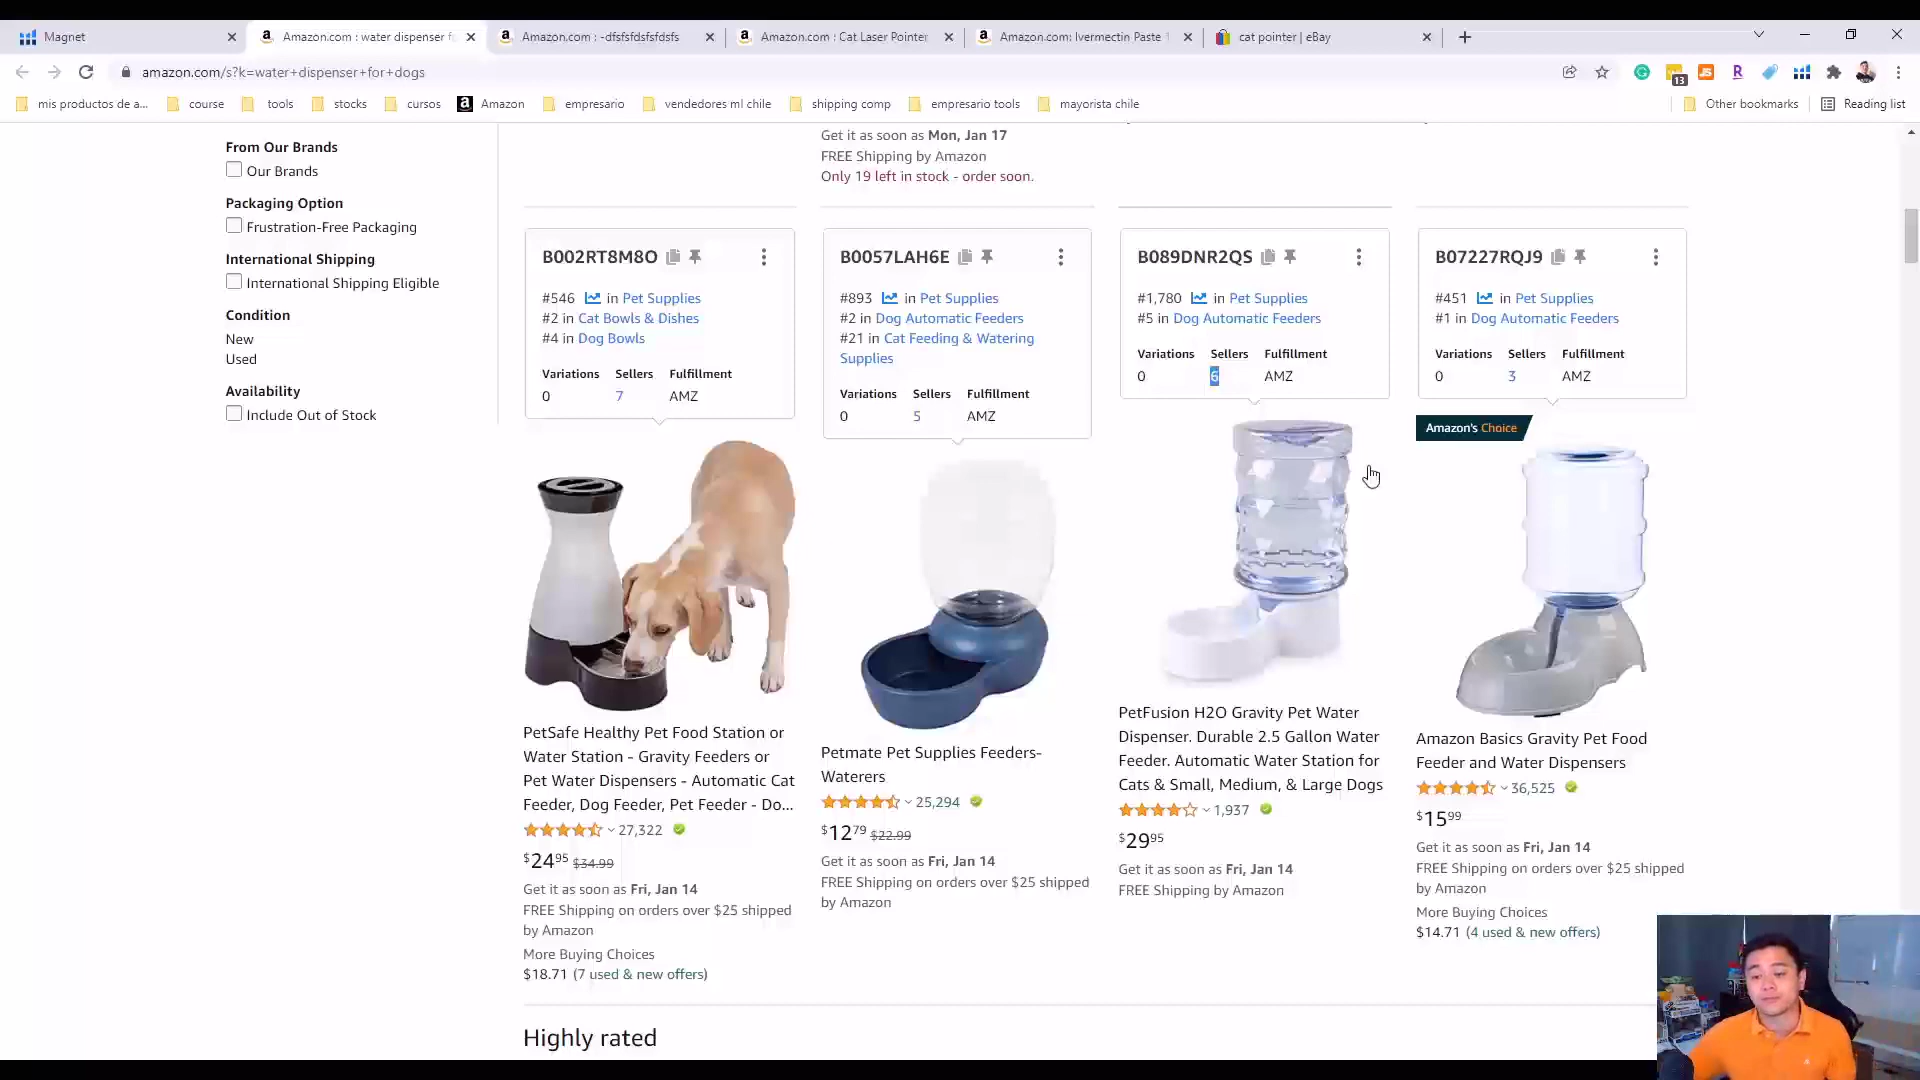 Magnet
Amazon.com : water dispenser fo
Amazon.com : -dfsfsfdsfsfdsfs
Amazon.com : Cat Laser Pointer
Amazon.com: Ivermectin Paste 1
cat pointer | eBay
amazon.com/s?k=water+dispenser+for+dogs
13
mis productos de a...
course
tools
stocks
cursos
Amazon
empresario
vendedores ml chile
shipping comp
empresario tools
mayorista chile
Other bookmarks
Reading list
From Our Brands
Our Brands
Packaging Option
Frustration-Free Packaging
International Shipping
International Shipping Eligible
Condition
New
Used
Availability
Include Out of Stock
Get it as soon as Mon, Jan 17
FREE Shipping by Amazon
Only 19 left in stock - order soon.
B002RT8M8O
#546 in Pet Supplies
#2 in Cat Bowls & Dishes
#4 in Dog Bowls
Variations Sellers Fulfillment
0 7 AMZ
PetSafe Healthy Pet Food Station or
Water Station - Gravity Feeders or
Pet Water Dispensers - Automatic Cat
Feeder, Dog Feeder, Pet Feeder - Do...
27,322
$24.95 $34.99
Get it as soon as Fri, Jan 14
FREE Shipping on orders over $25 shipped
by Amazon
More Buying Choices
$18.71 (7 used & new offers)
B0057LAH6E
#893 in Pet Supplies
#2 in Dog Automatic Feeders
#21 in Cat Feeding & Watering
Supplies
Variations Sellers Fulfillment
0 5 AMZ
Petmate Pet Supplies Feeders-
Waterers
25,294
$12.79 $22.99
Get it as soon as Fri, Jan 14
FREE Shipping on orders over $25 shipped
by Amazon
B089DNR2QS
#1,780 in Pet Supplies
#5 in Dog Automatic Feeders
Variations Sellers Fulfillment
0 6 AMZ
PetFusion H2O Gravity Pet Water
Dispenser. Durable 2.5 Gallon Water
Feeder. Automatic Water Station for
Cats & Small, Medium, & Large Dogs
1,937
$29.95
Get it as soon as Fri, Jan 14
FREE Shipping by Amazon
B07227RQJ9
#451 in Pet Supplies
#1 in Dog Automatic Feeders
Variations Sellers Fulfillment
0 3 AMZ
Amazon's Choice
Amazon Basics Gravity Pet Food
Feeder and Water Dispensers
36,525
$15.99
Get it as soon as Fri, Jan 14
FREE Shipping on orders over $25 shipped
by Amazon
More Buying Choices
$14.71 (4 used & new offers)
Highly rated